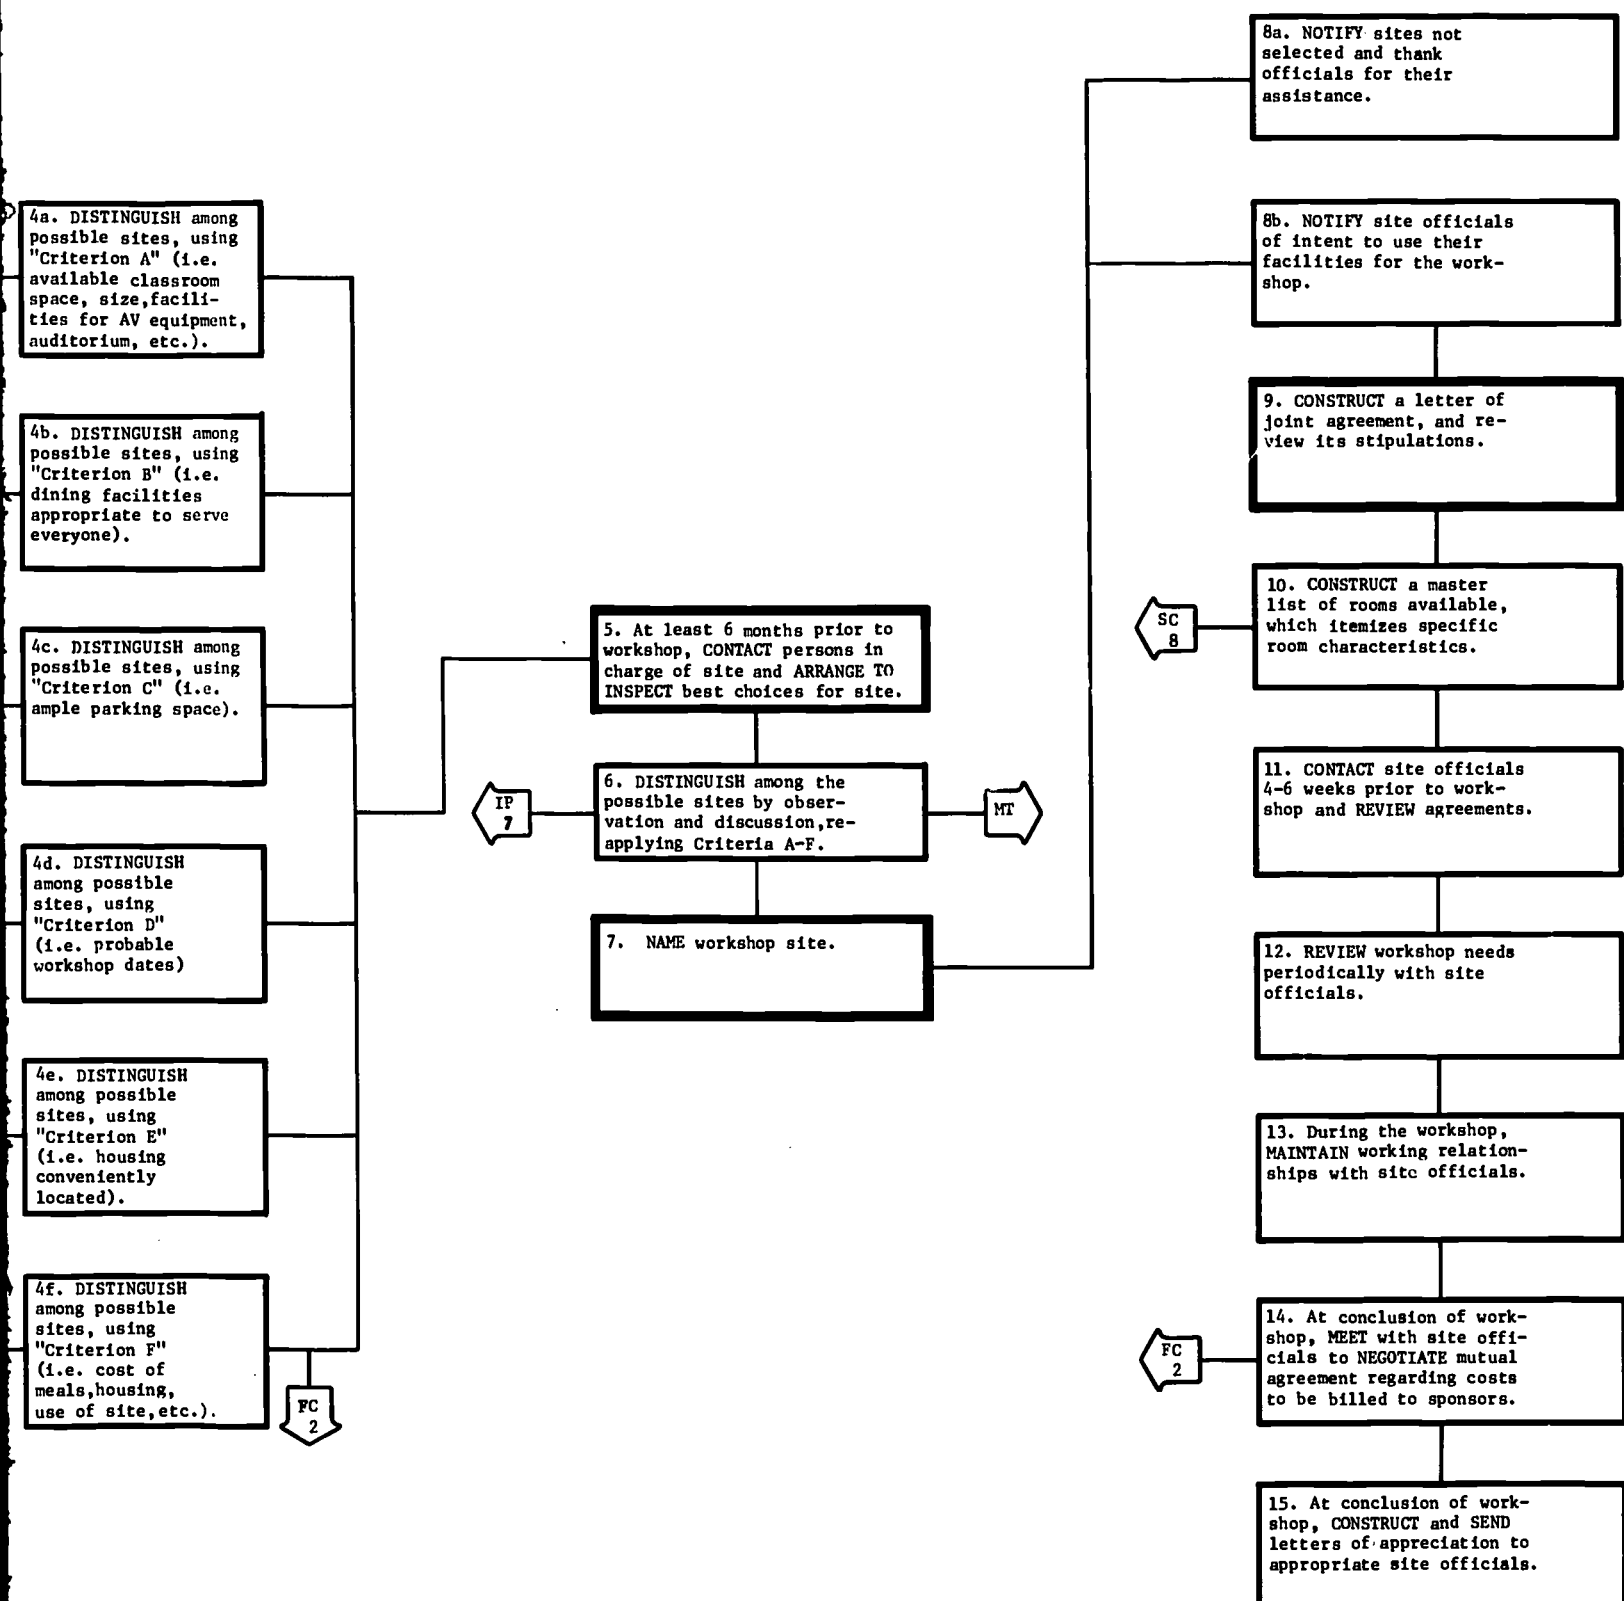 4a. DISTINGUISH among
possible sites, using
"Criterion A" (i.e.
available classroom
space, size,facili-
ties for AV equipment,
auditorium, etc.).
4b. DISTINGUISH among
possible sites, using
"Criterion B" (i.e.
dining facilities
appropriate to serve
everyone).
4c. DISTINGUISH among
possible sites, using
"Criterion C" (i.e.
ample parking space).
4d. DISTINGUISH
among possible
sites, using
"Criterion D"
(i.e. probable
workshop dates)
4e. DISTINGUISH
among possible
sites, using
"Criterion E"
(i.e. housing
conveniently
located).
4f. DISTINGUISH
among possible
sites, using
"Criterion F"
(i.e. cost of
meals,housing,
use of site,etc.).
FC
2
5. At least 6 months prior to
workshop, CONTACT persons in
charge of site and ARRANGE TO
INSPECT best choices for site.
IP
7
6. DISTINGUISH among the
possible sites by obser-
vation and discussion,re-
applying Criteria A-F.
MT
7. NAME workshop site.
8a. NOTIFY sites not
selected and thank
officials for their
assistance.
8b. NOTIFY site officials
of intent to use their
facilities for the work-
shop.
9. CONSTRUCT a letter of
joint agreement, and re-
view its stipulations.
SC
8
10. CONSTRUCT a master
list of rooms available,
which itemizes specific
room characteristics.
11. CONTACT site officials
4-6 weeks prior to work-
shop and REVIEW agreements.
12. REVIEW workshop needs
periodically with site
officials.
13. During the workshop,
MAINTAIN working relation-
ships with site officials.
FC
2
14. At conclusion of work-
shop, MEET with site offi-
cials to NEGOTIATE mutual
agreement regarding costs
to be billed to sponsors.
15. At conclusion of work-
shop, CONSTRUCT and SEND
letters of appreciation to
appropriate site officials.